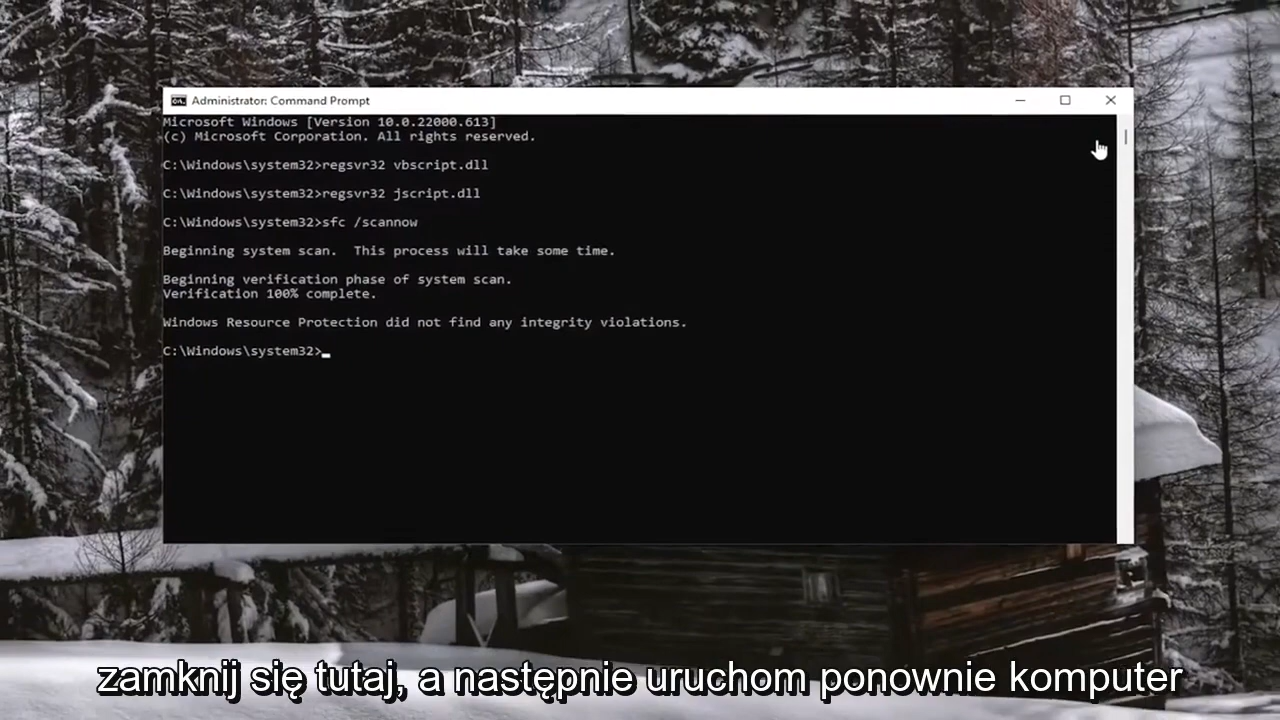 Administrator: Command Prompt
Microsoft Windows [Version 10.0.22000.613]
(c) Microsoft Corporation. All rights reserved.
C:\Windows\system32>regsvr32 vbscript.dll
C:\Windows\system32>regsvr32 jscript.dll
C:\Windows\system32>sfc /scannow
Beginning system scan.  This process will take some time.
Beginning verification phase of system scan.
Verification 100% complete.
Windows Resource Protection did not find any integrity violations.
C:\Windows\system32>
zamknij się tutaj, a następnie uruchom ponownie komputer